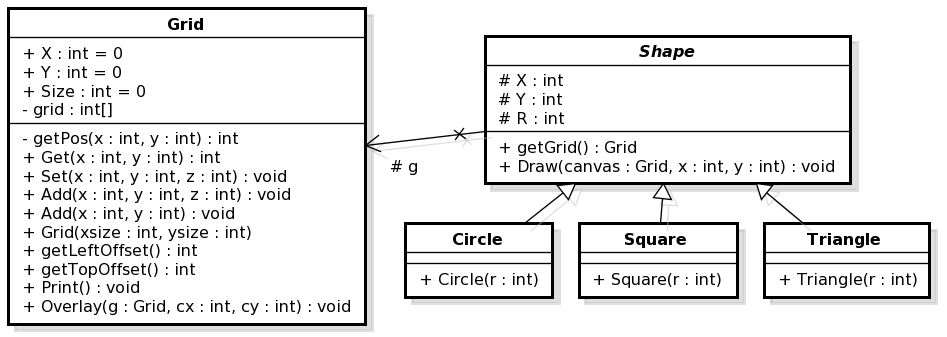 Grid
+ X : int = 0
+ Y : int = 0
+ Size : int = 0
- grid : int[]
- getPos(x : int, y : int) : int
+ Get(x : int, y : int) : int
+ Set(x : int, y : int, z : int) : void
+ Add(x : int, y : int, z : int) : void
+ Add(x : int, y : int) : void
+ Grid(xsize : int, ysize : int)
+ getLeftOffset() : int
+ getTopOffset() : int
+ Print() : void
+ Overlay(g : Grid, cx : int, cy : int) : void
# g
Shape
# X : int
# Y : int
# R : int
+ getGrid() : Grid
+ Draw(canvas : Grid, x : int, y : int) : void
Circle
+ Circle(r : int)
Square
+ Square(r : int)
Triangle
+ Triangle(r : int)